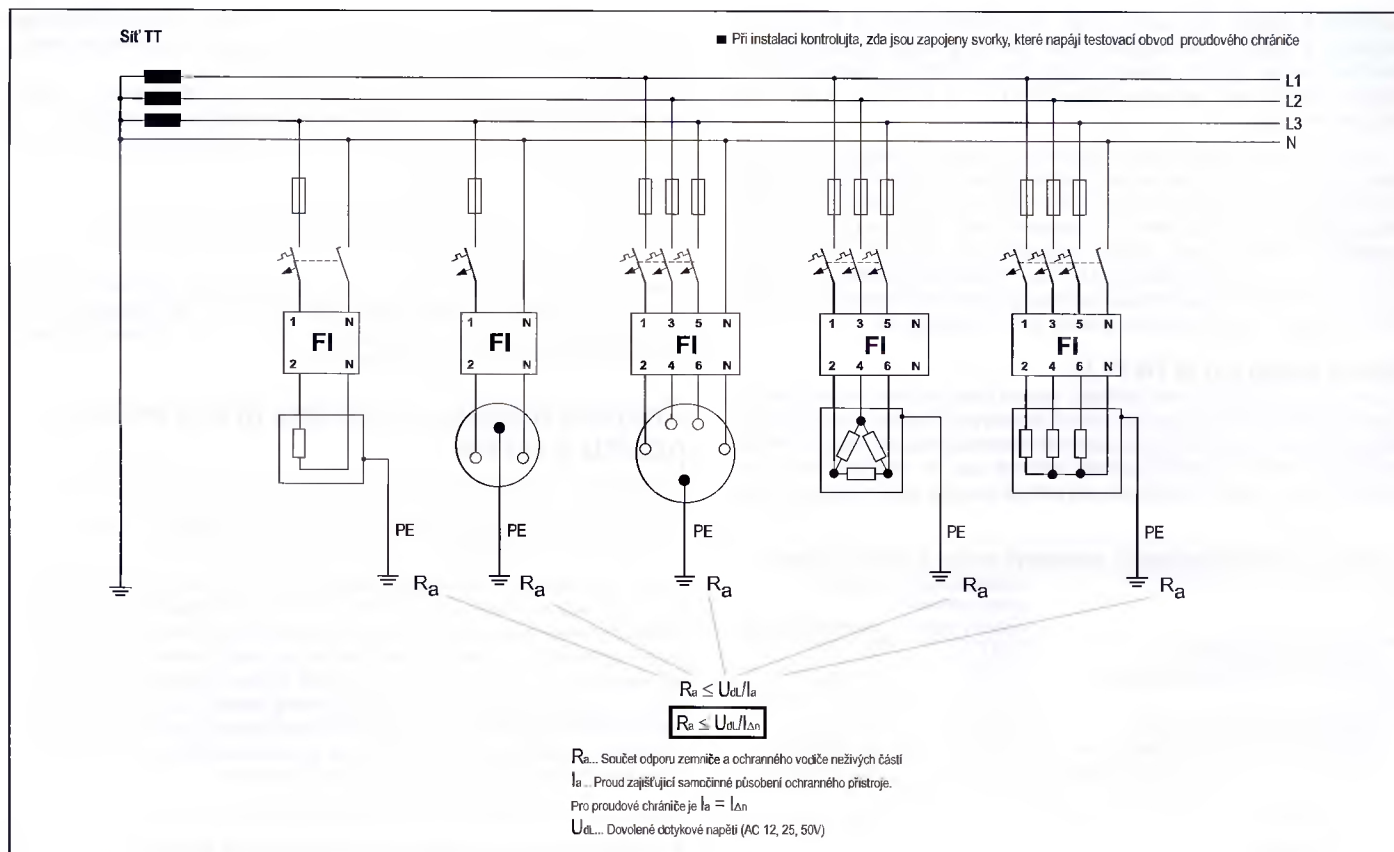 Síť TT
■ Při instalaci kontrolujta, zda jsou zapojeny svorky, které napájí testovací obvod proudového chrániče
L1
L2
L3
N
1 N
FI
2 N
1 N
FI
2 N
1 3 5 N
FI
2 4 6 N
1 3 5 N
FI
2 4 6 N
1 3 5 N
FI
2 4 6 N
PE PE PE PE PE
Ra Ra Ra Ra Ra
Ra ≤ UdL/Ia
Ra ≤ UdL/I∆n
Ra... Součet odporu zemniče a ochranného vodiče neživých částí
Ia ... Proud zajišťující samočinné působení ochranného přístroje.
Pro proudové chrániče je Ia = I∆n
UdL... Dovolené dotykové napětí (AC 12, 25, 50V)